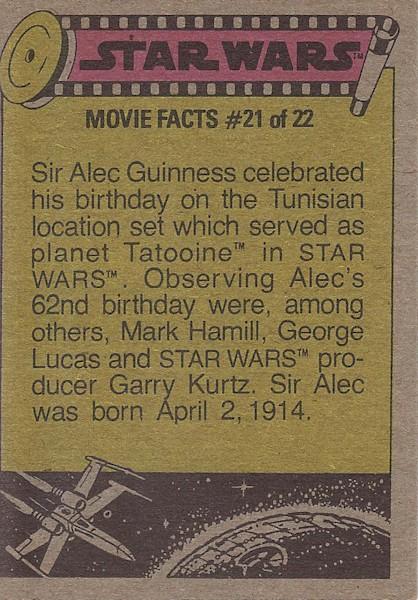 STAR WARS™
MOVIE FACTS #21 of 22
Sir Alec Guinness celebrated
his birthday on the Tunisian
location set which served as
planet Tatooine™ in STAR
WARS™. Observing Alec's
62nd birthday were, among
others, Mark Hamill, George
Lucas and STAR WARS™ pro-
ducer Garry Kurtz. Sir Alec
was born April 2, 1914.